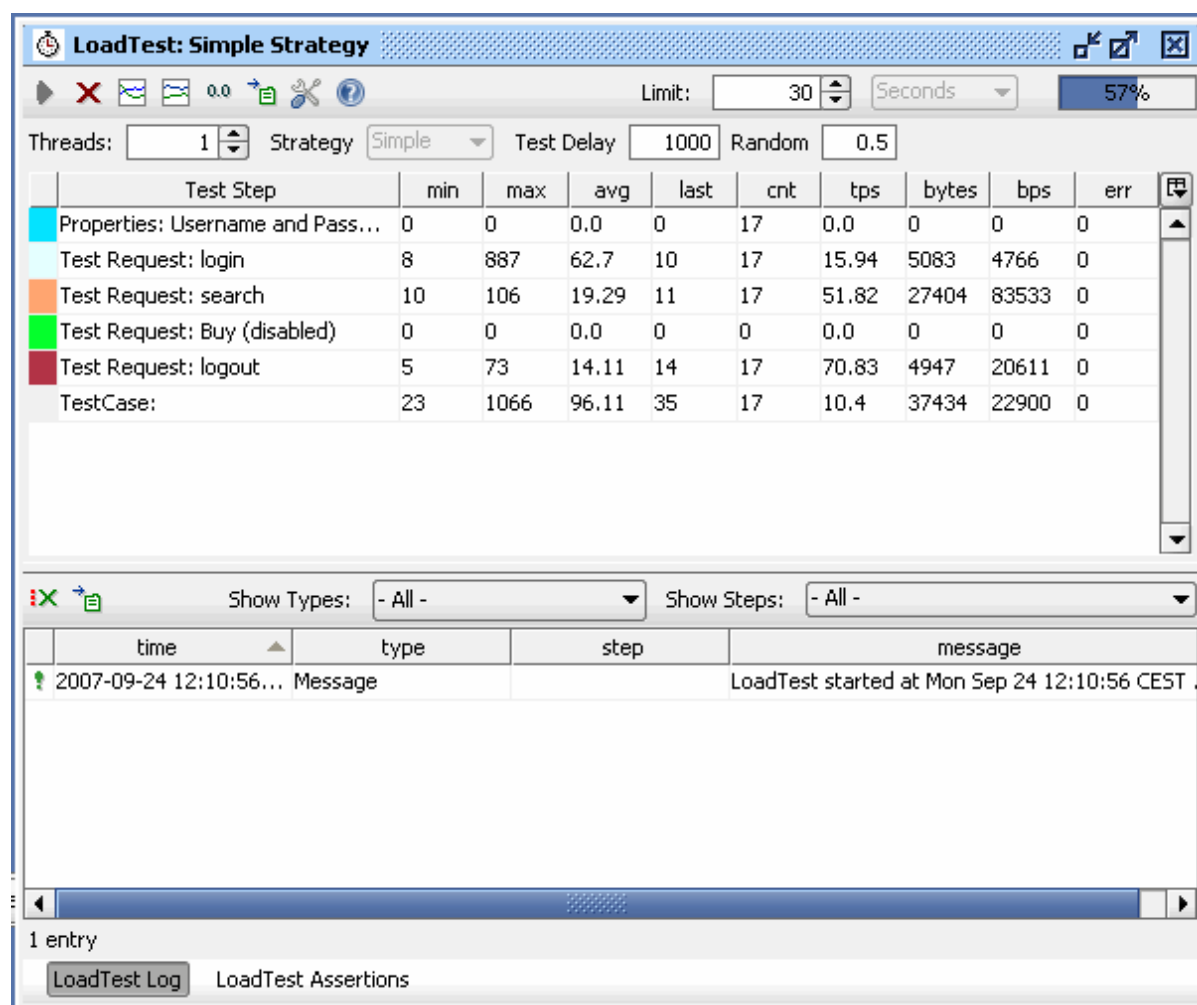 LoadTest: Simple Strategy
0.0 Limit: 30 Seconds 57%
Threads: 1 Strategy Simple Test Delay 1000 Random 0.5
Test Step min max avg last cnt tps bytes bps err
Properties: Username and Pass... 0 0 0.0 0 17 0.0 0 0 0
Test Request: login 8 887 62.7 10 17 15.94 5083 4766 0
Test Request: search 10 106 19.29 11 17 51.82 27404 83533 0
Test Request: Buy (disabled) 0 0 0.0 0 0 0.0 0 0 0
Test Request: logout 5 73 14.11 14 17 70.83 4947 20611 0
TestCase: 23 1066 96.11 35 17 10.4 37434 22900 0
Show Types: - All - Show Steps: - All -
time type step message
2007-09-24 12:10:56... Message LoadTest started at Mon Sep 24 12:10:56 CEST .
1 entry
LoadTest Log LoadTest Assertions